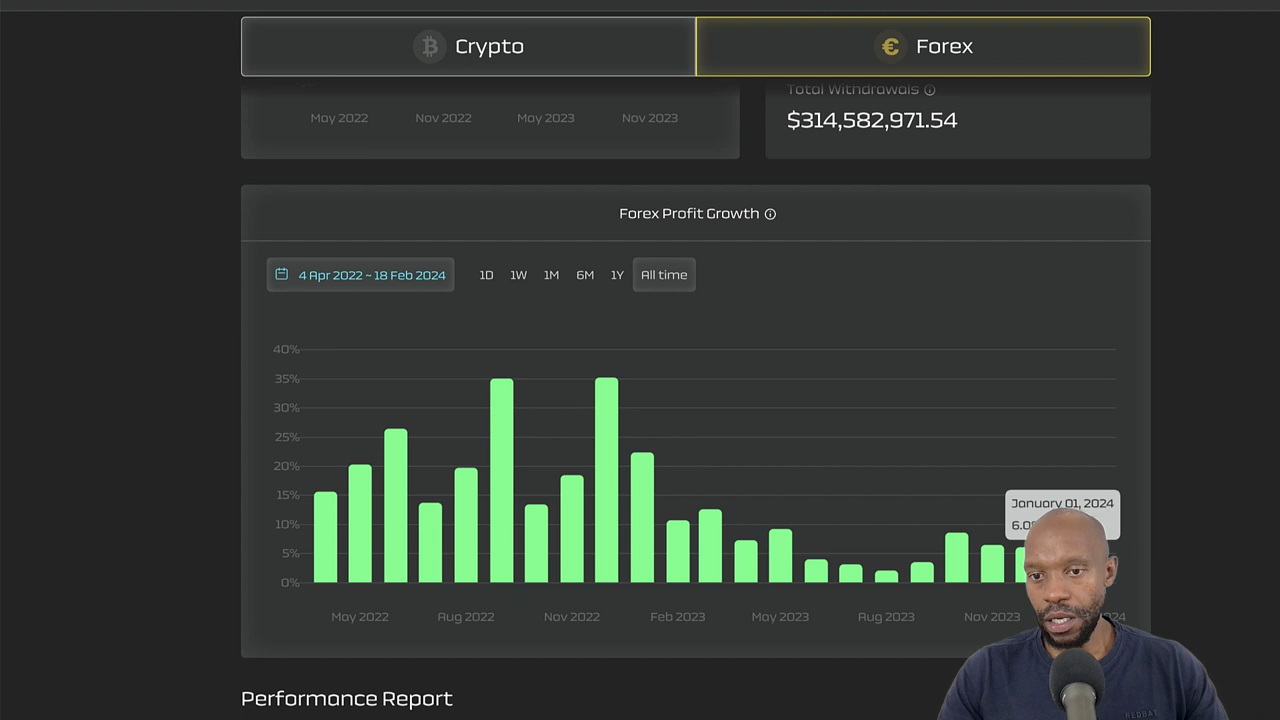 Crypto
Forex
May 2022 Nov 2022 May 2023 Nov 2023
Total Withdrawals
$314,582,971.54
Forex Profit Growth
4 Apr 2022 ~ 18 Feb 2024 1D 1W 1M 6M 1Y All time
40%
35%
30%
25%
20%
15%
10%
5%
0%
January 01, 2024
6.0
May 2022 Aug 2022 Nov 2022 Feb 2023 May 2023 Aug 2023 Nov 2023 24
Performance Report